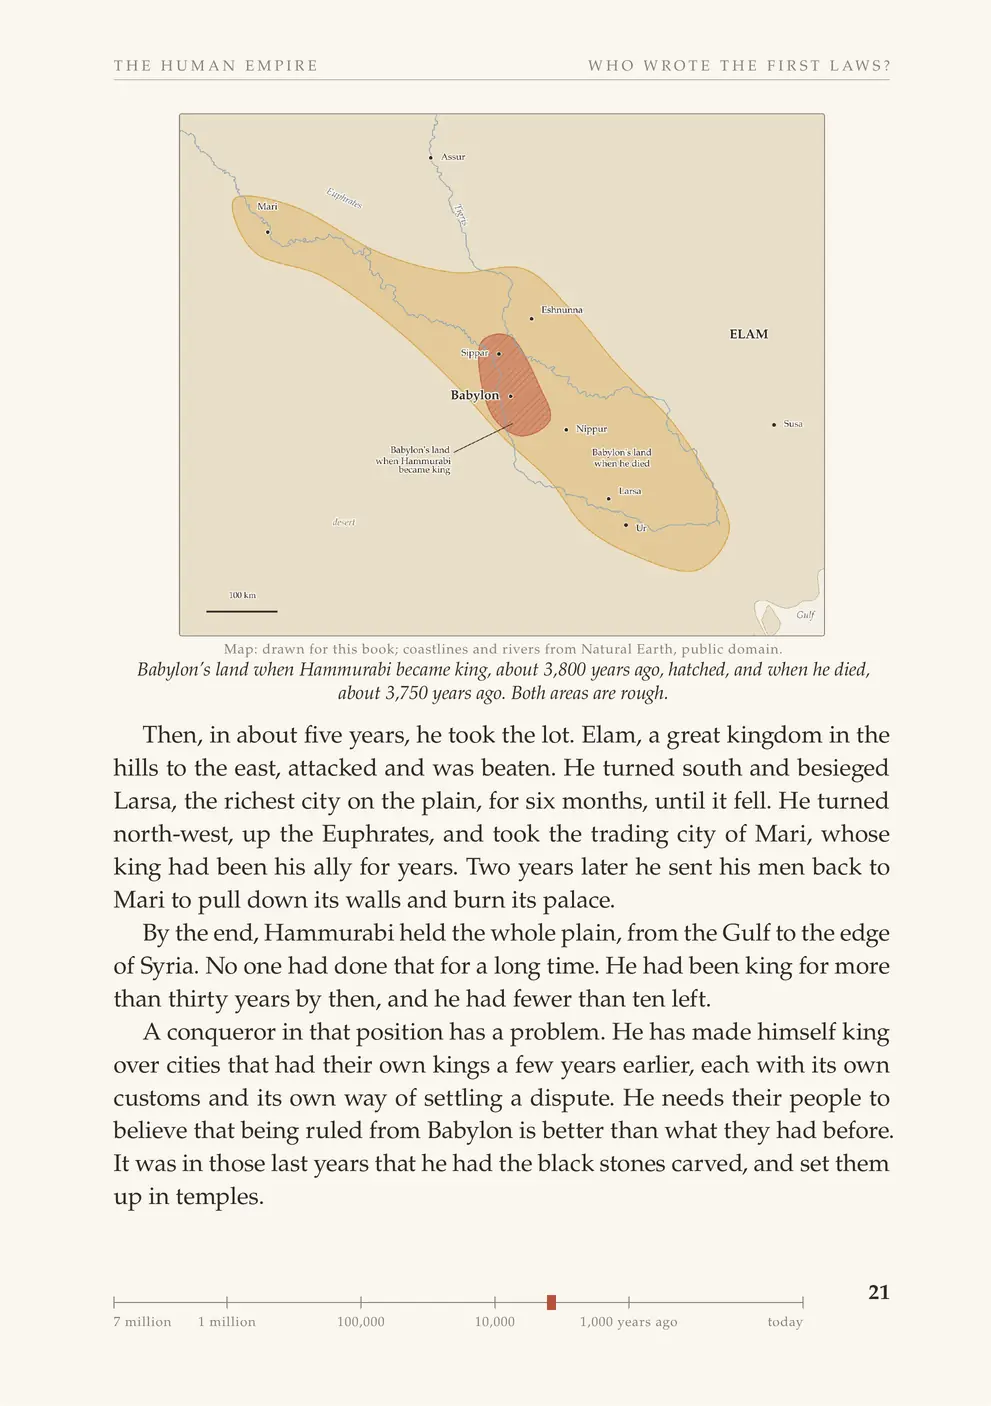 THE HUMAN EMPIRE
WHO WROTE THE FIRST LAWS?
Assur
Euphrates
Tigris
Mari
Eshnunna
ELAM
Sippar
Babylon
Susa
Nippur
Babylon's land
when Hammurabi
became king
Babylon's land
when he died
Larsa
Ur
desert
100 km
Gulf
Map: drawn for this book; coastlines and rivers from Natural Earth, public domain.
Babylon’s land when Hammurabi became king, about 3,800 years ago, hatched, and when he died,
about 3,750 years ago. Both areas are rough.
Then, in about five years, he took the lot. Elam, a great kingdom in the
hills to the east, attacked and was beaten. He turned south and besieged
Larsa, the richest city on the plain, for six months, until it fell. He turned
north-west, up the Euphrates, and took the trading city of Mari, whose
king had been his ally for years. Two years later he sent his men back to
Mari to pull down its walls and burn its palace.
By the end, Hammurabi held the whole plain, from the Gulf to the edge
of Syria. No one had done that for a long time. He had been king for more
than thirty years by then, and he had fewer than ten left.
A conqueror in that position has a problem. He has made himself king
over cities that had their own kings a few years earlier, each with its own
customs and its own way of settling a dispute. He needs their people to
believe that being ruled from Babylon is better than what they had before.
It was in those last years that he had the black stones carved, and set them
up in temples.
21
7 million
1 million
100,000
10,000
1,000 years ago
today